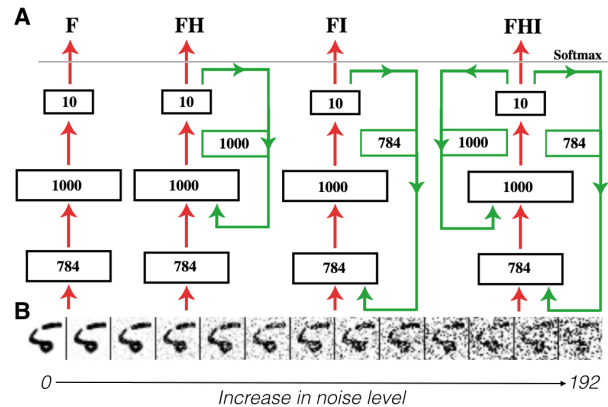 A
F FH FI FHI
Softmax
10 10 10 10
1000 784 1000 784
1000 1000 1000 1000
784 784 784 784
B
0 192
Increase in noise level